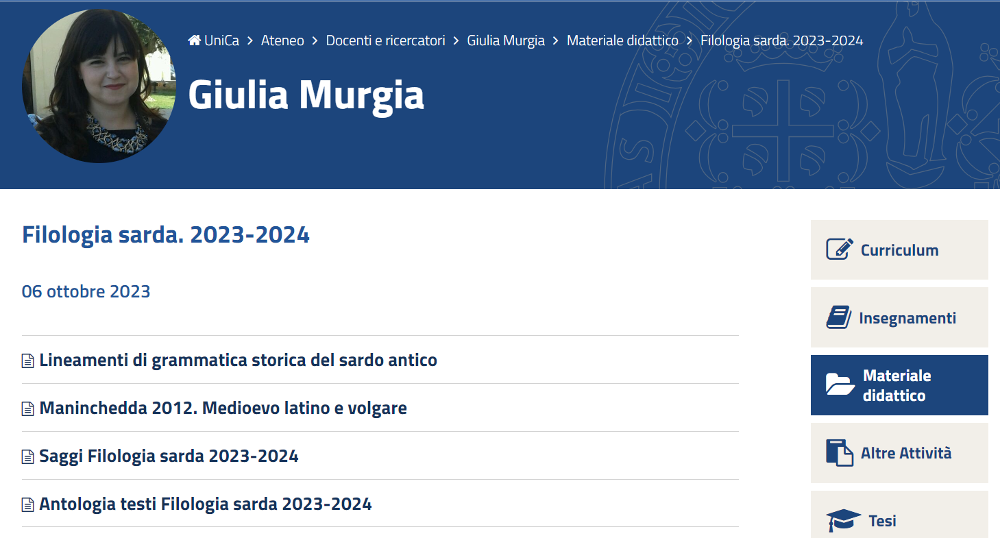 UniCa > Ateneo > Docenti e ricercatori > Giulia Murgia > Materiale didattico > Filologia sarda. 2023-2024
Giulia Murgia
Filologia sarda. 2023-2024
06 ottobre 2023
Lineamenti di grammatica storica del sardo antico
Maninchedda 2012. Medioevo latino e volgare
Saggi Filologia sarda 2023-2024
Antologia testi Filologia sarda 2023-2024
Curriculum
Insegnamenti
Materiale
didattico
Altre Attività
Tesi